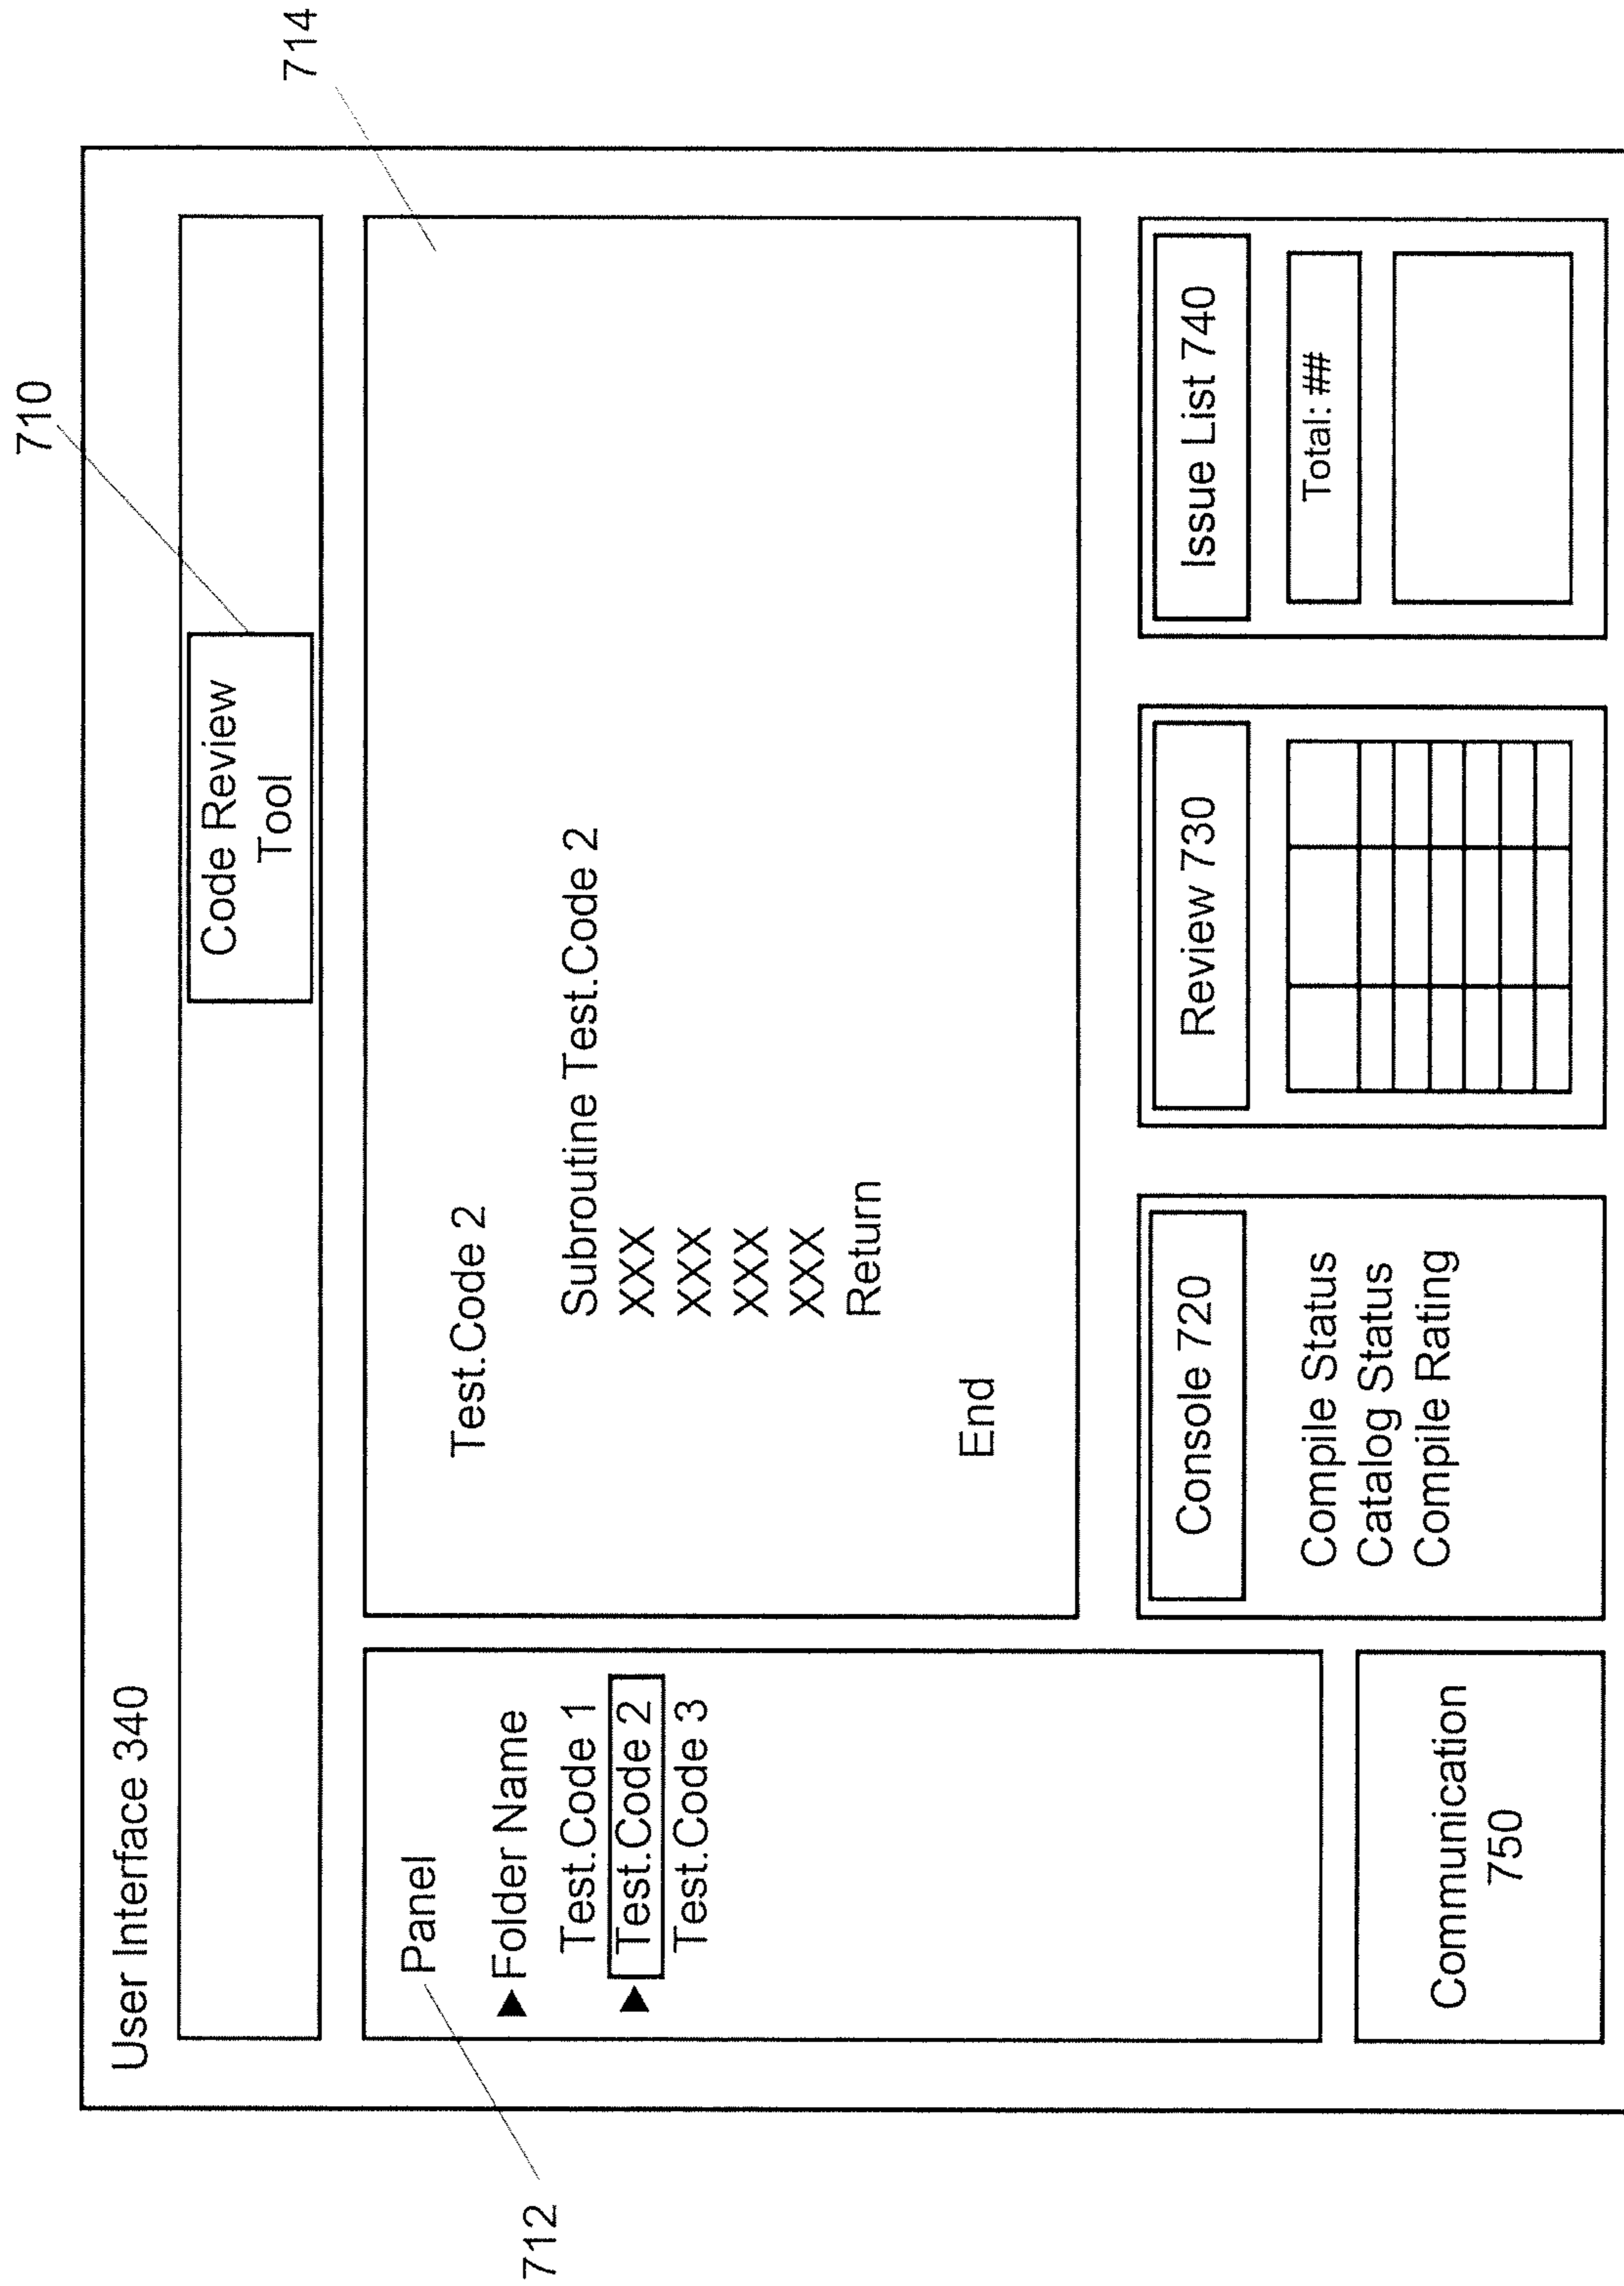 710
714
User Interface 340
Code Review
Tool
712
Panel
Folder Name
Test.Code 1
Test.Code 2
Test.Code 3
Test.Code 2
Subroutine Test.Code 2
XXX
XXX
XXX
XXX
Return
End
Communication
750
Console 720
Compile Status
Catalog Status
Compile Rating
Review 730
Issue List 740
Total: ##